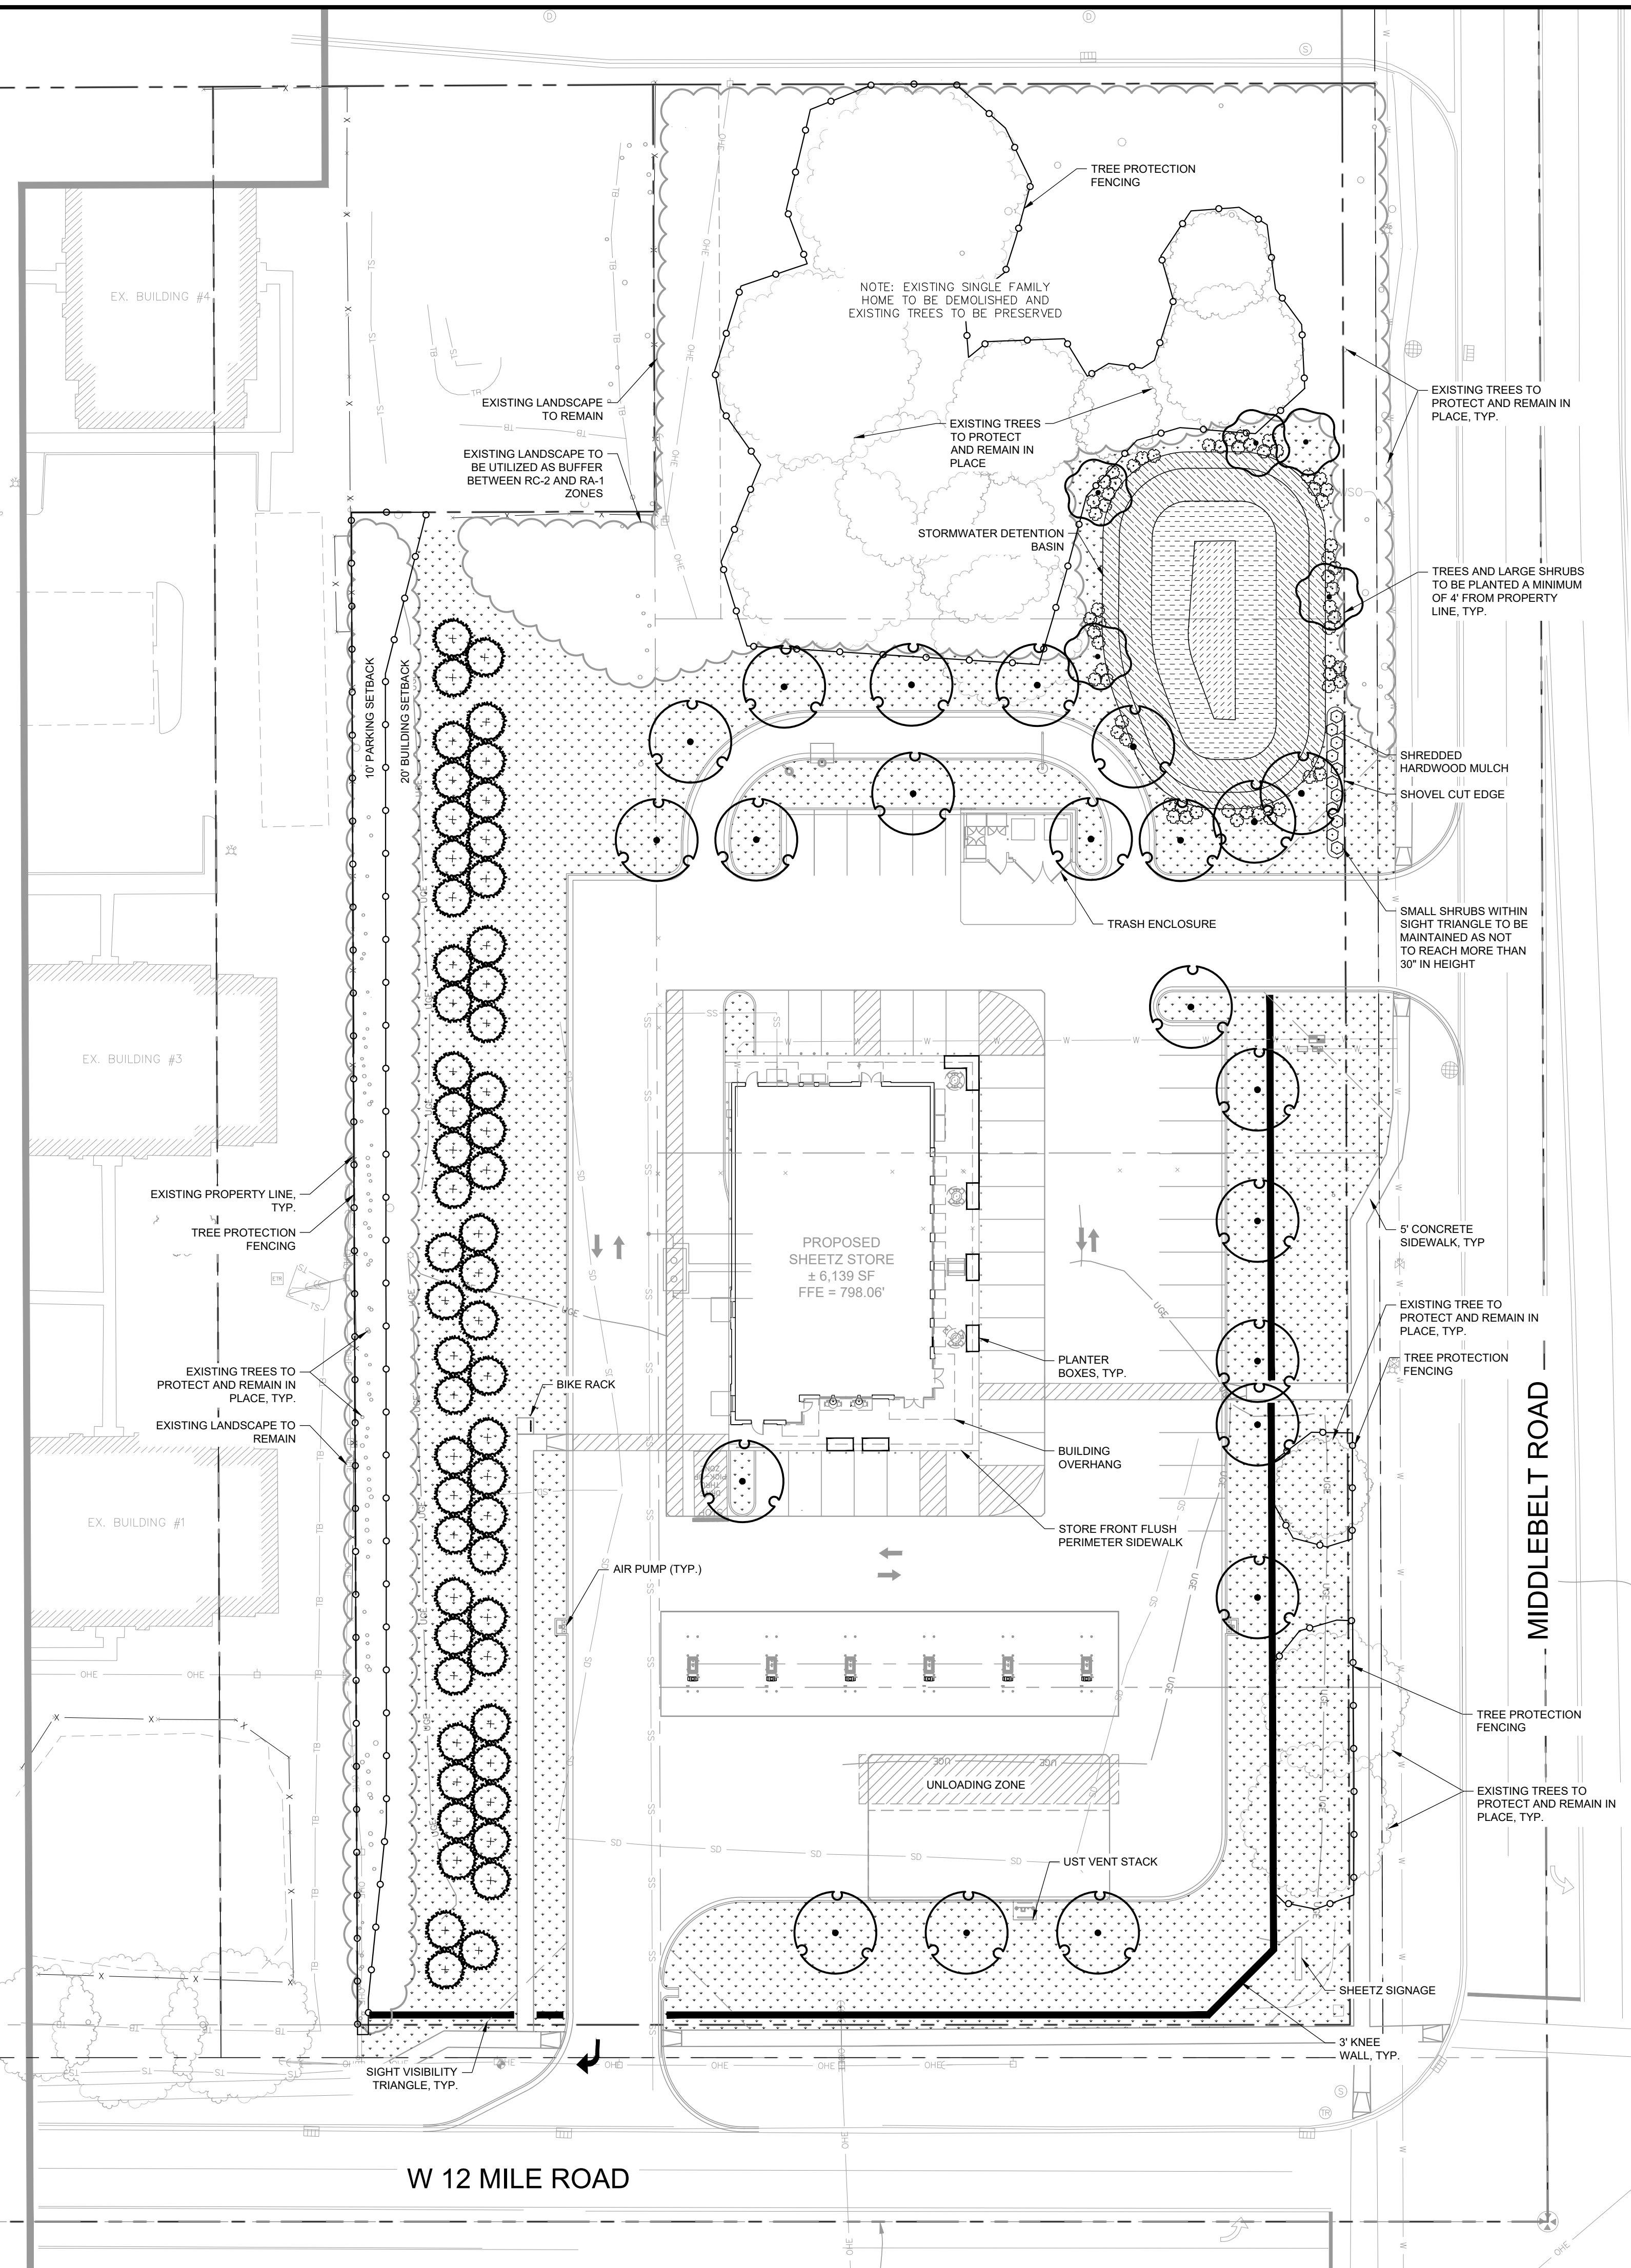 TREE PROTECTION
FENCING
NOTE: EXISTING SINGLE FAMILY
HOME TO BE DEMOLISHED AND
EXISTING TREES TO BE PRESERVED
EX. BUILDING #4
EXISTING LANDSCAPE
TO REMAIN
EXISTING LANDSCAPE TO
BE UTILIZED AS BUFFER
BETWEEN RC-2 AND RA-1
ZONES
EXISTING TREES
TO PROTECT
AND REMAIN IN
PLACE
EXISTING TREES TO
PROTECT AND REMAIN IN
PLACE, TYP.
STORMWATER DETENTION
BASIN
TREES AND LARGE SHRUBS
TO BE PLANTED A MINIMUM
OF 4' FROM PROPERTY
LINE, TYP.
10' PARKING SETBACK
20' BUILDING SETBACK
SHREDDED
HARDWOOD MULCH
SHOVEL CUT EDGE
TRASH ENCLOSURE
SMALL SHRUBS WITHIN
SIGHT TRIANGLE TO BE
MAINTAINED AS NOT
TO REACH MORE THAN
30" IN HEIGHT
EX. BUILDING #3
EXISTING PROPERTY LINE,
TYP.
TREE PROTECTION
FENCING
PROPOSED
SHEETZ STORE
± 6,139 SF
FFE = 798.06'
5' CONCRETE
SIDEWALK, TYP
EXISTING TREE TO
PROTECT AND REMAIN IN
PLACE, TYP.
TREE PROTECTION
FENCING
EXISTING TREES TO
PROTECT AND REMAIN IN
PLACE, TYP.
BIKE RACK
PLANTER
BOXES, TYP.
EXISTING LANDSCAPE TO
REMAIN
BUILDING
OVERHANG
MIDDLEBELT ROAD
EX. BUILDING #1
STORE FRONT FLUSH
PERIMETER SIDEWALK
AIR PUMP (TYP.)
TREE PROTECTION
FENCING
UNLOADING ZONE
EXISTING TREES TO
PROTECT AND REMAIN IN
PLACE, TYP.
UST VENT STACK
SHEETZ SIGNAGE
3' KNEE
WALL, TYP.
SIGHT VISIBILITY
TRIANGLE, TYP.
W 12 MILE ROAD